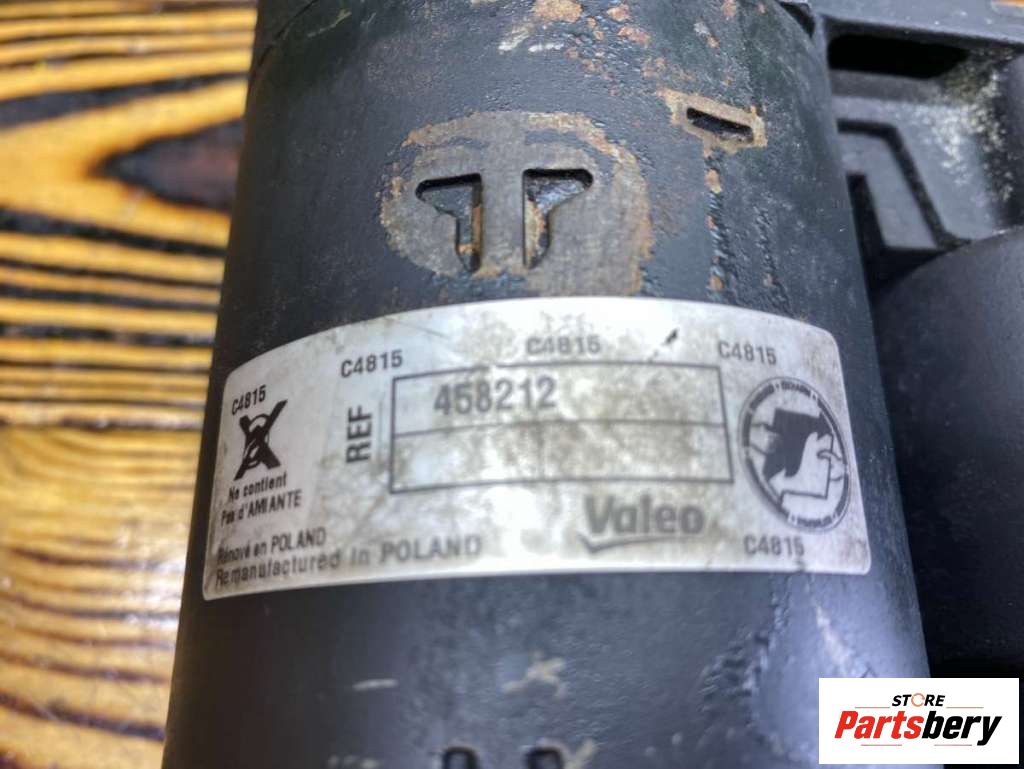 C4815
C4815
C4815
C4815
REF
458212
Ne contient
Pas d'AMIANTE
Valeo
Rénové en POLAND
Remanufactured in POLAND
C4815
STORE
Partsbery